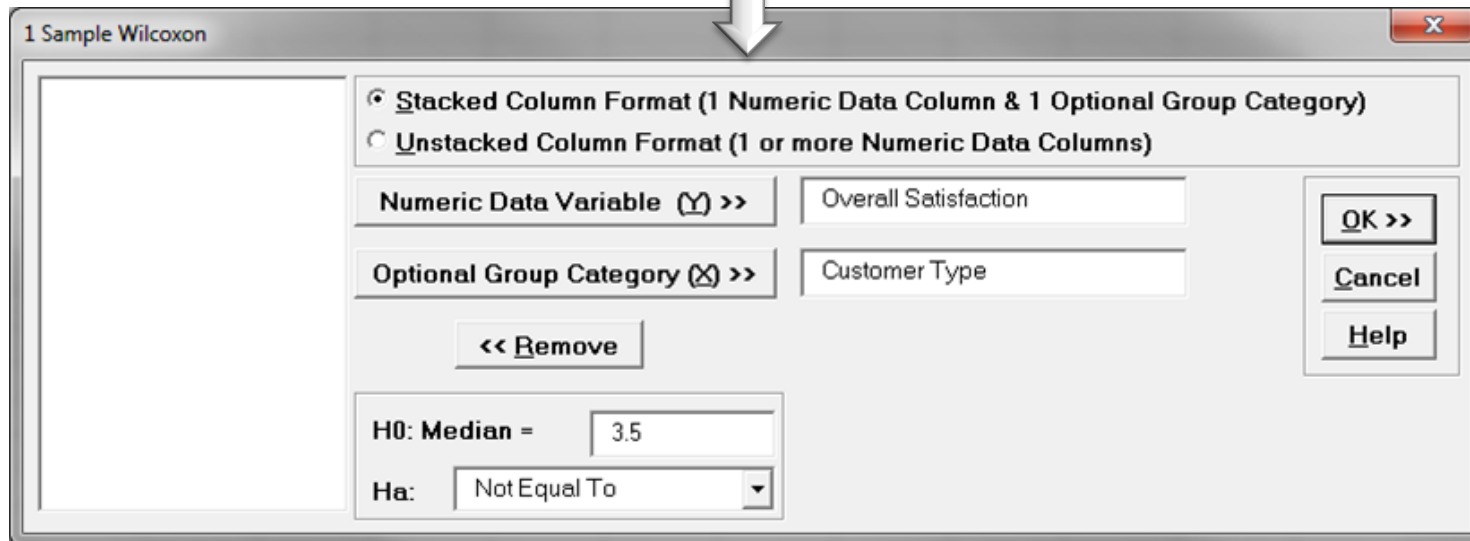 1 Sample Wilcoxon
Stacked Column Format (1 Numeric Data Column & 1 Optional Group Category)
Unstacked Column Format (1 or more Numeric Data Columns)
Numeric Data Variable (Y) >>
Overall Satisfaction
Optional Group Category (X) >>
Customer Type
<< Remove
OK >>
Cancel
Help
H0: Median =
3.5
Ha:
Not Equal To